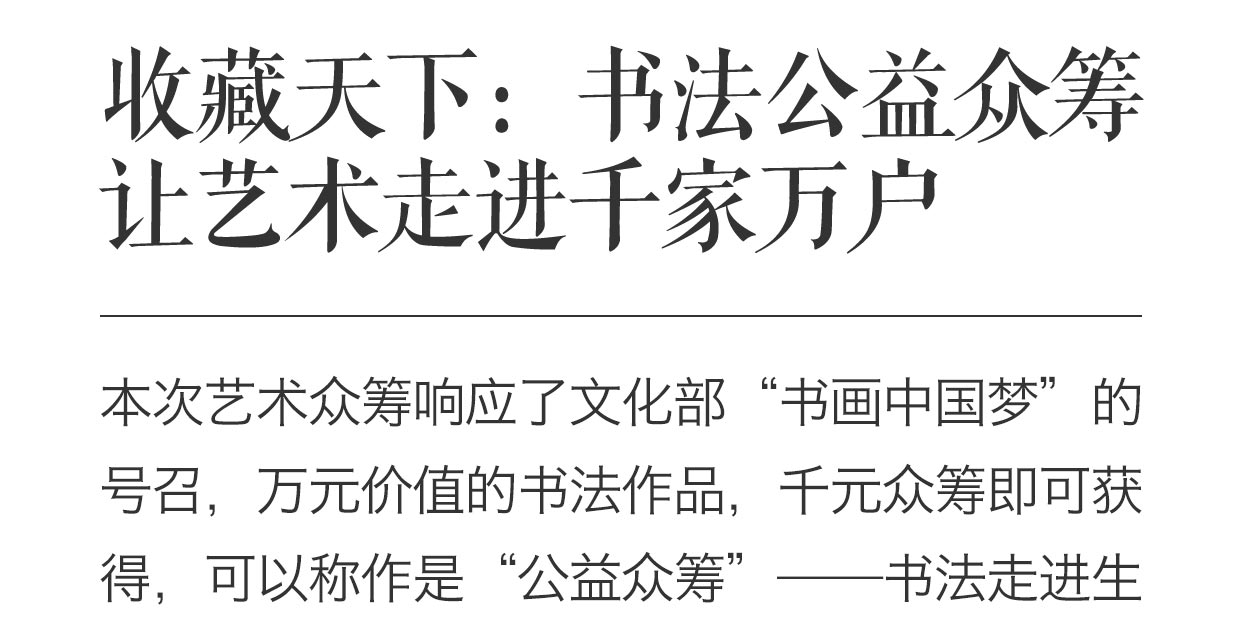 收藏天下：书法公益众筹
让艺术走进千家万户
本次艺术众筹响应了文化部“书画中国梦”的
号召，万元价值的书法作品，千元众筹即可获
得，可以称作是“公益众筹”——书法走进生